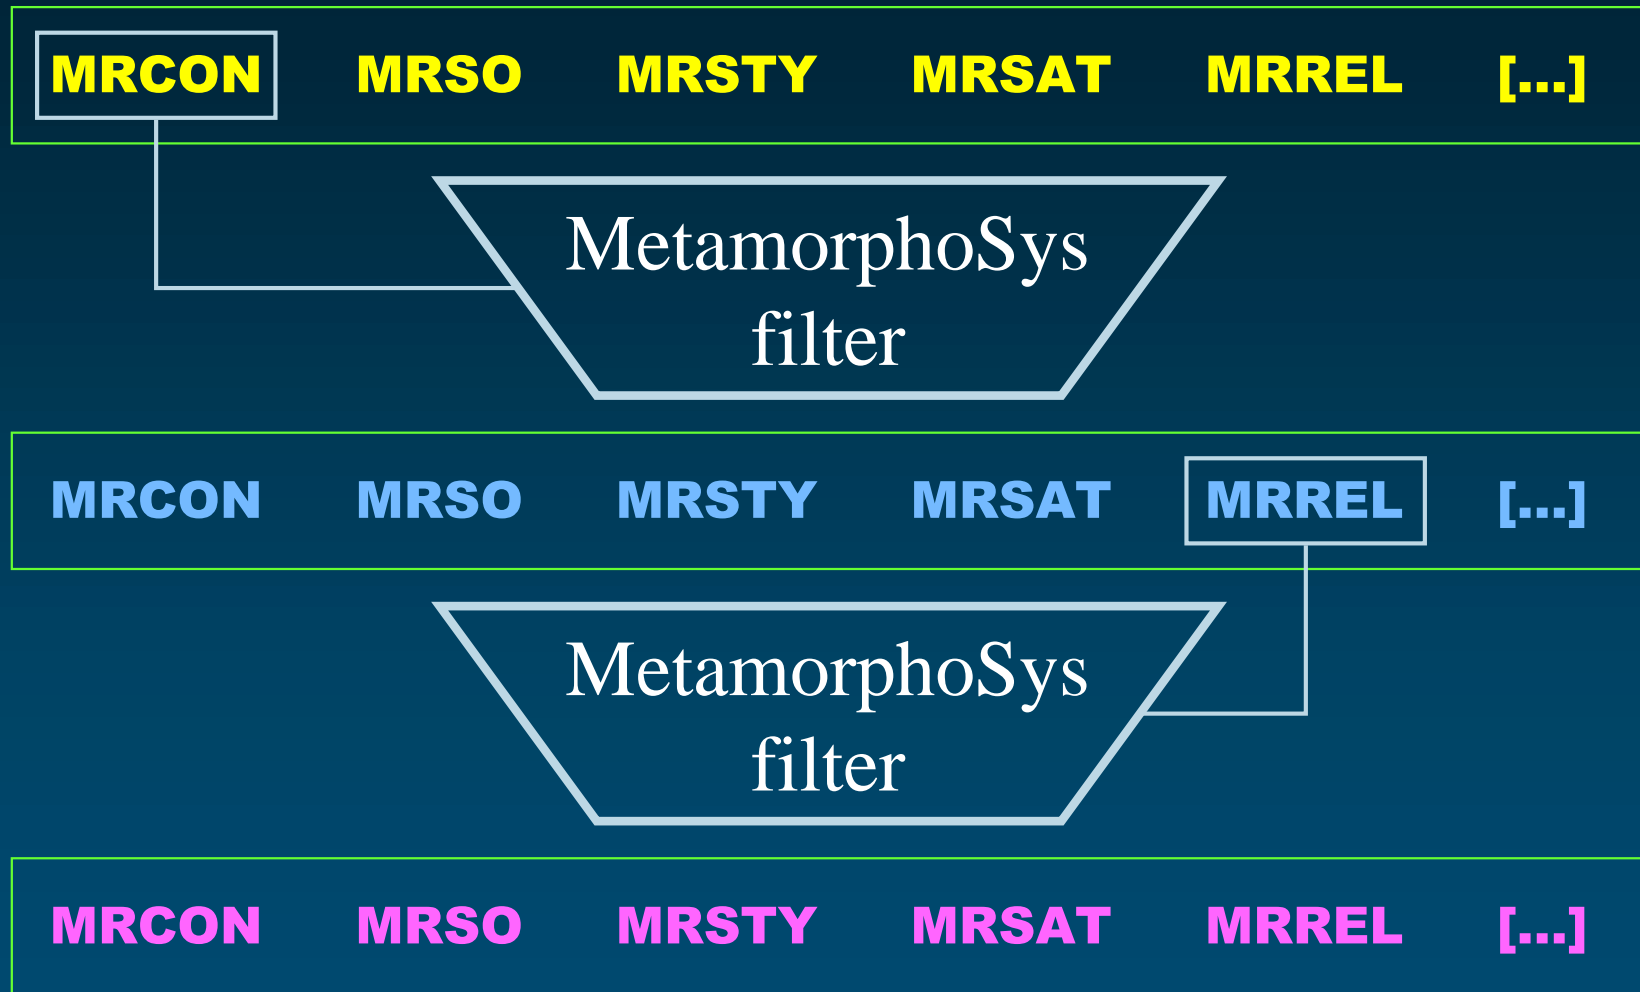 MRCON MRSO MRSTY MRSAT MRREL [...]
MetamorphoSys
filter
MRCON MRSO MRSTY MRSAT MRREL [...]
MetamorphoSys
filter
MRCON MRSO MRSTY MRSAT MRREL [...]